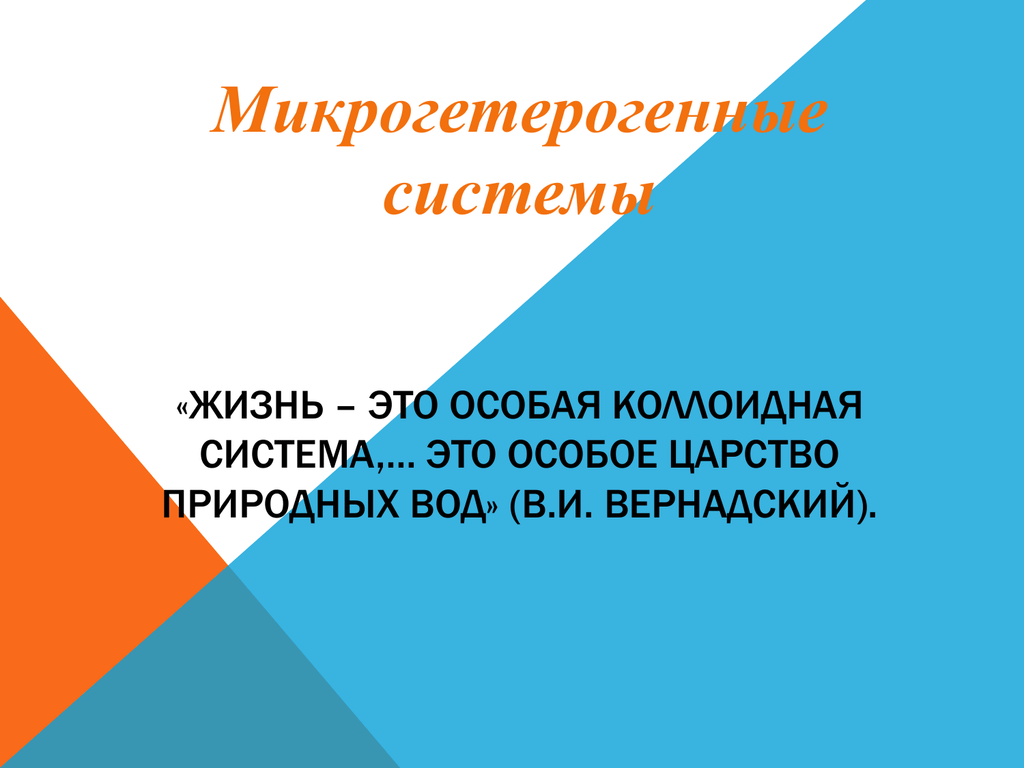 Микрогетерогенные
системы
«ЖИЗНЬ – ЭТО ОСОБАЯ КОЛЛОИДНАЯ
СИСТЕМА,... ЭТО ОСОБОЕ ЦАРСТВО
ПРИРОДНЫХ ВОД» (В.И. ВЕРНАДСКИЙ).